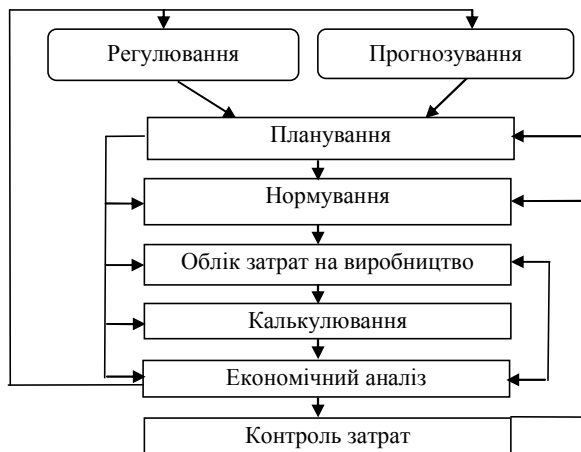 Регулювання
Прогнозування
Планування
Нормування
Облік затрат на виробництво
Калькулювання
Економічний аналіз
Контроль затрат